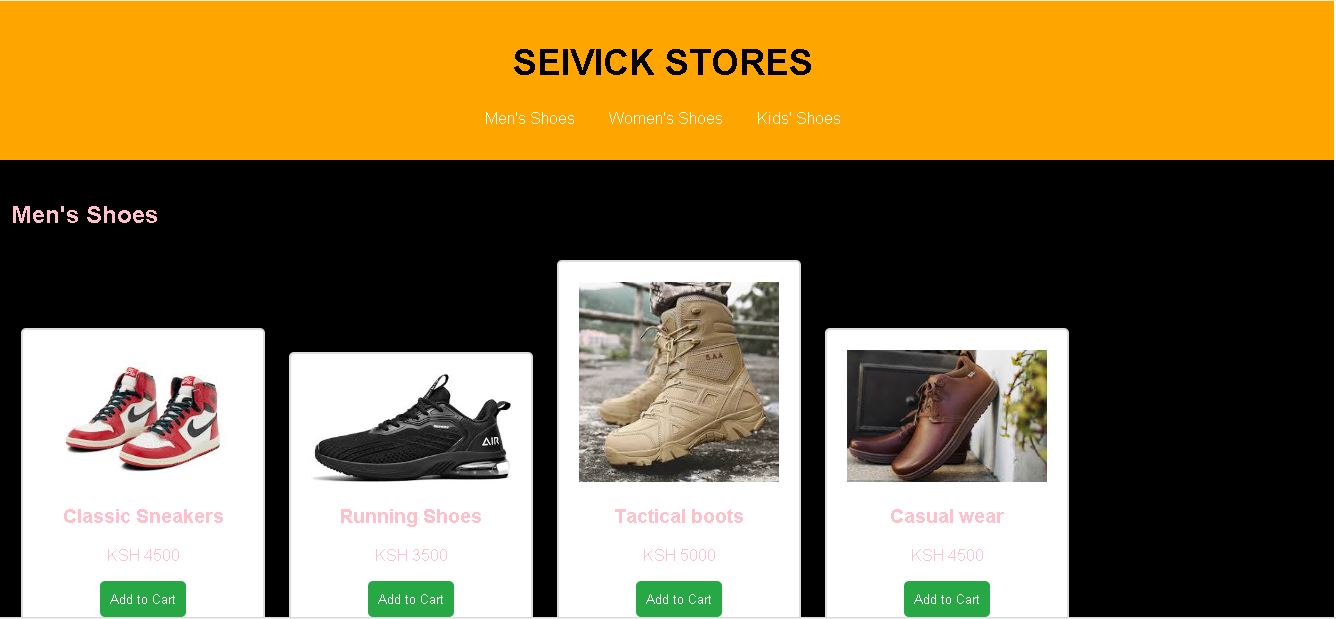 SEIVICK STORES
Men's Shoes Women's Shoes Kids' Shoes
Men's Shoes
S.A.A
AIR
Classic Sneakers Running Shoes Tactical boots Casual wear
KSH 4500 KSH 3500 KSH 5000 KSH 4500
Add to Cart Add to Cart Add to Cart Add to Cart